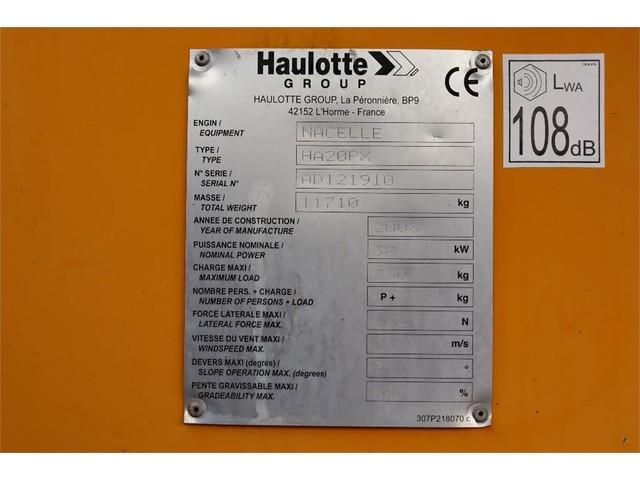 Haulotte
GROUP
CE
HAULOTTE GROUP, La Péronnière, BP9
42152 L'Horme - France
ENGIN / EQUIPMENT NACELLE
TYPE / TYPE HA20PX
N° SERIE / SERIAL N° AD121910
MASSE / TOTAL WEIGHT 11710 kg
ANNEE DE CONSTRUCTION / YEAR OF MANUFACTURE
PUISSANCE NOMINALE / NOMINAL POWER kW
CHARGE MAXI / MAXIMUM LOAD kg
NOMBRE PERS. + CHARGE / NUMBER OF PERSONS + LOAD P + kg
FORCE LATERALE MAXI / LATERAL FORCE MAX. N
VITESSE DU VENT MAXI / WINDSPEED MAX. m/s
DEVERS MAXI (degrés) / SLOPE OPERATION MAX. (degrees) °
PENTE GRAVISSABLE MAXI / GRADEABILITY MAX. %
307P218070 c
LWA
108dB